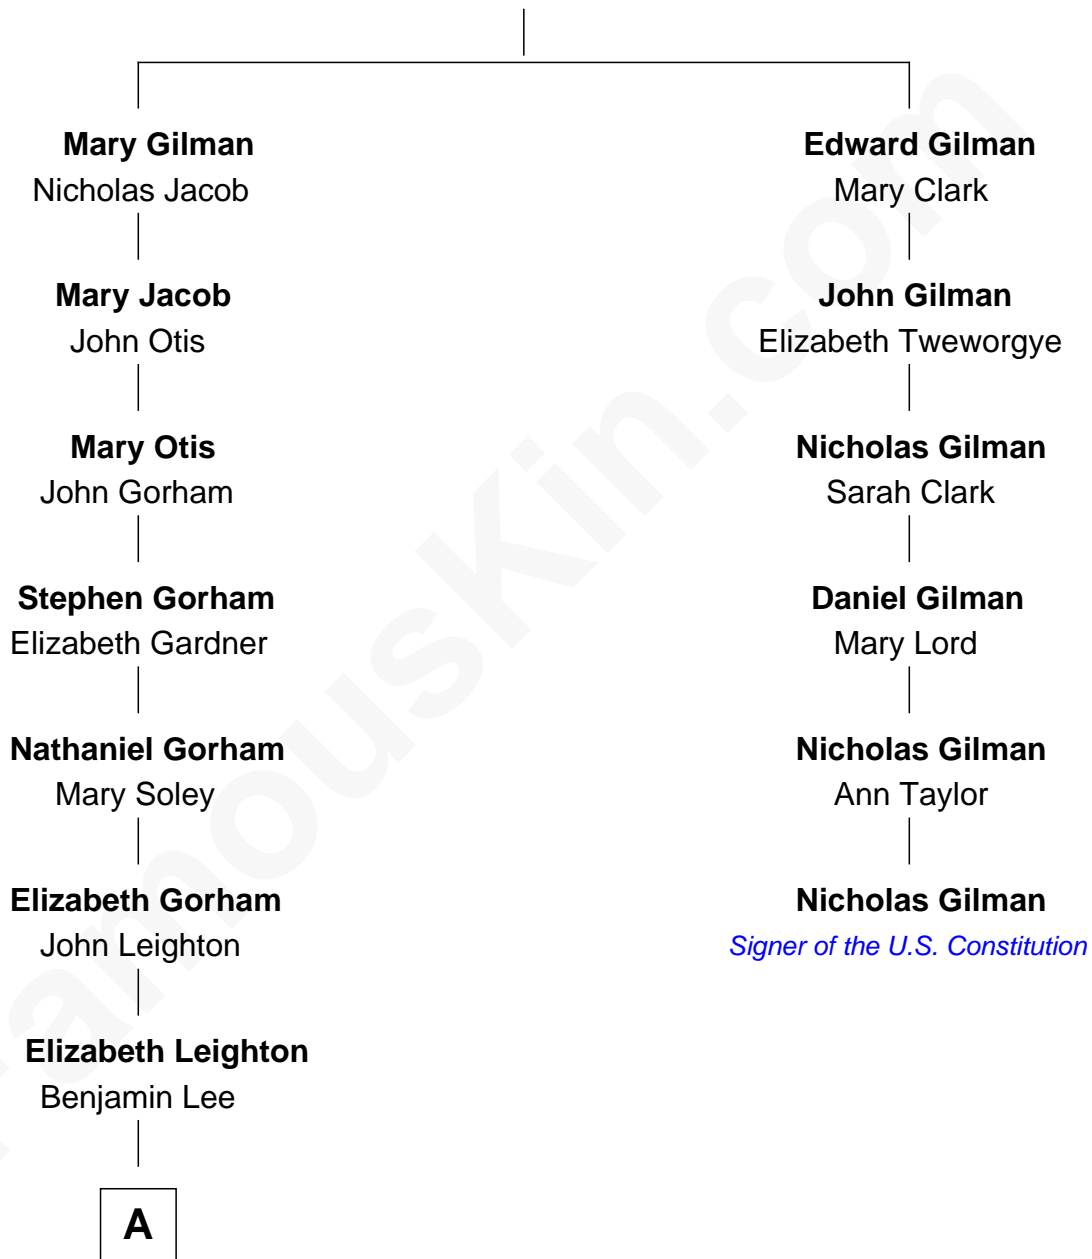 Mary Gilman
Nicholas Jacob
Mary Jacob
John Otis
Mary Otis
John Gorham
Stephen Gorham
Elizabeth Gardner
Nathaniel Gorham
Mary Soley
Elizabeth Gorham
John Leighton
Elizabeth Leighton
Benjamin Lee
A
Edward Gilman
Mary Clark
John Gilman
Elizabeth Tweworgye
Nicholas Gilman
Sarah Clark
Daniel Gilman
Mary Lord
Nicholas Gilman
Ann Taylor
Nicholas Gilman
Signer of the U.S. Constitution
FamousKin.com